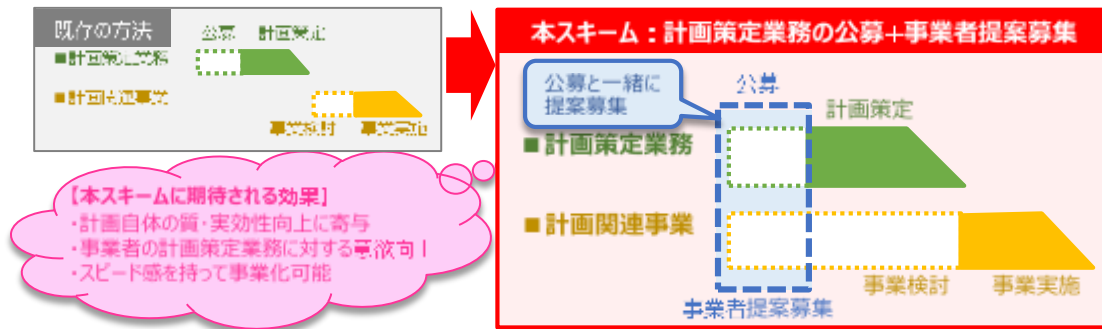 既存の方法
公募 計画策定
■計画策定業務
■計画関連事業
事業検討 事業実施
【本スキームに期待される効果】
・計画自体の質・実効性向上に寄与
・事業者の計画策定業務に対する意欲向上
・スピード感を持って事業化可能
本スキーム：計画策定業務の公募+事業者提案募集
公募と一緒に
提案募集
公募
計画策定
■計画策定業務
■計画関連事業
事業検討 事業実施
事業者提案募集